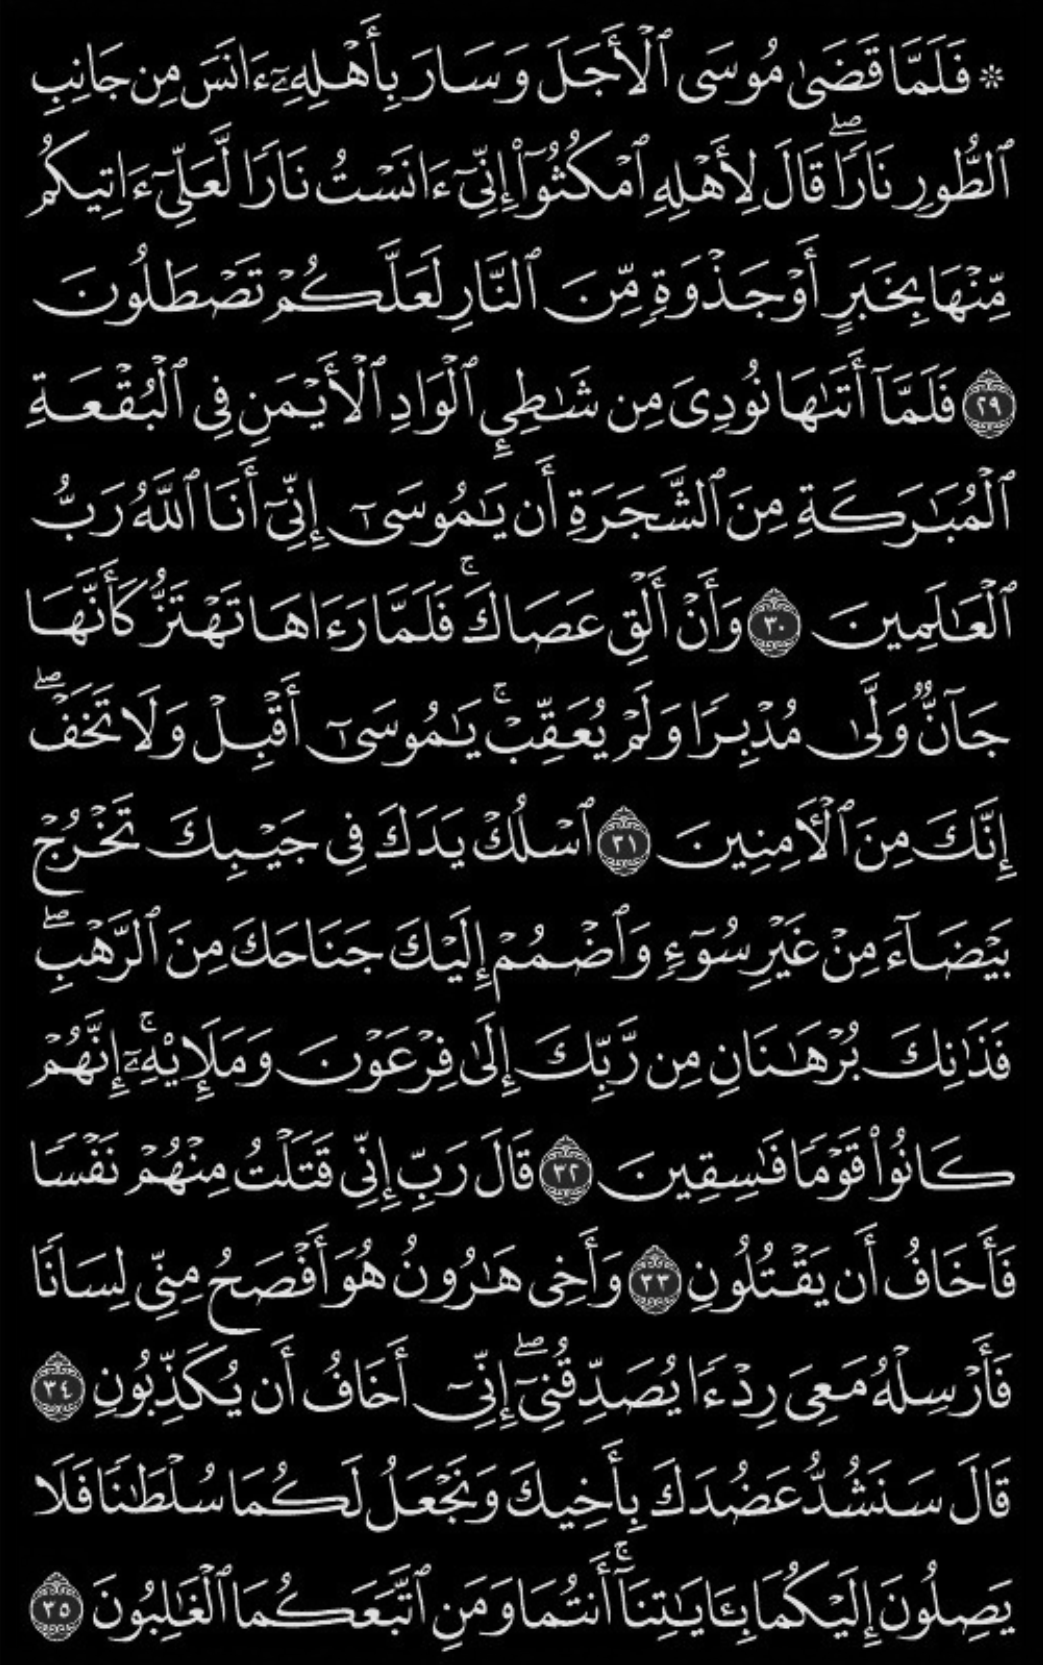 ۞ فَلَمَّا قَضَىٰ مُوسَى ٱلْأَجَلَ وَسَارَ بِأَهْلِهِۦٓ ءَانَسَ مِن جَانِبِ
ٱلطُّورِ نَارًاۖ قَالَ لِأَهْلِهِ ٱمْكُثُوٓا۟ إِنِّىٓ ءَانَسْتُ نَارًا لَّعَلِّىٓ ءَاتِيكُم
مِّنْهَا بِخَبَرٍ أَوْ جَذْوَةٍ مِّنَ ٱلنَّارِ لَعَلَّكُمْ تَصْطَلُونَ
٢٩ فَلَمَّآ أَتَىٰهَا نُودِىَ مِن شَٰطِئِ ٱلْوَادِ ٱلْأَيْمَنِ فِى ٱلْبُقْعَةِ
ٱلْمُبَٰرَكَةِ مِنَ ٱلشَّجَرَةِ أَن يَٰمُوسَىٰٓ إِنِّىٓ أَنَا ٱللَّهُ رَبُّ
ٱلْعَٰلَمِينَ ٣٠ وَأَنْ أَلْقِ عَصَاكَۚ فَلَمَّا رَءَاهَا تَهْتَزُّ كَأَنَّهَا
جَآنٌّ وَلَّىٰ مُدْبِرًا وَلَمْ يُعَقِّبْۚ يَٰمُوسَىٰٓ أَقْبِلْ وَلَا تَخَفْۖ
إِنَّكَ مِنَ ٱلْـَٔامِنِينَ ٣١ ٱسْلُكْ يَدَكَ فِى جَيْبِكَ تَخْرُجْ
بَيْضَآءَ مِنْ غَيْرِ سُوٓءٍ وَٱضْمُمْ إِلَيْكَ جَنَاحَكَ مِنَ ٱلرَّهْبِۖ
فَذَٰنِكَ بُرْهَٰنَانِ مِن رَّبِّكَ إِلَىٰ فِرْعَوْنَ وَمَلَإِي۟هِۦٓۚ إِنَّهُمْ
كَانُوا۟ قَوْمًا فَٰسِقِينَ ٣٢ قَالَ رَبِّ إِنِّى قَتَلْتُ مِنْهُمْ نَفْسًا
فَأَخَافُ أَن يَقْتُلُونِ ٣٣ وَأَخِى هَٰرُونُ هُوَ أَفْصَحُ مِنِّى لِسَانًا
فَأَرْسِلْهُ مَعِىَ رِدْءًا يُصَدِّقُنِىٓۖ إِنِّىٓ أَخَافُ أَن يُكَذِّبُونِ ٣٤
قَالَ سَنَشُدُّ عَضُدَكَ بِأَخِيكَ وَنَجْعَلُ لَكُمَا سُلْطَٰنًا فَلَا
يَصِلُونَ إِلَيْكُمَا بِـَٔايَٰتِنَآۚ أَنتُمَا وَمَنِ ٱتَّبَعَكُمَا ٱلْغَٰلِبُونَ ٣٥